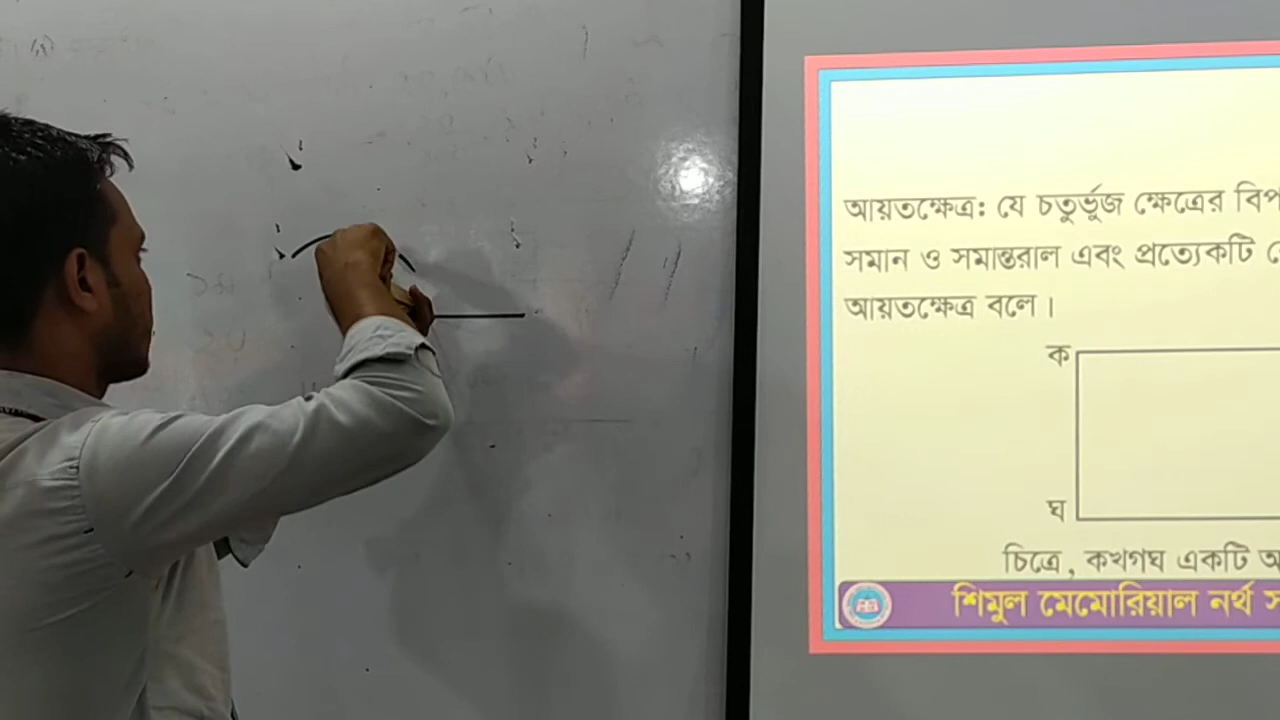 আয়তক্ষেত্র: যে চতুর্ভূজ ক্ষেত্রের
সমান ও সমান্তরাল এবং প্রত্যেকটি
আয়তক্ষেত্র বলে।
ক
ঘ
চিত্রে, কখগঘ একটি
শিমুল মেমোরিয়াল নর্থ